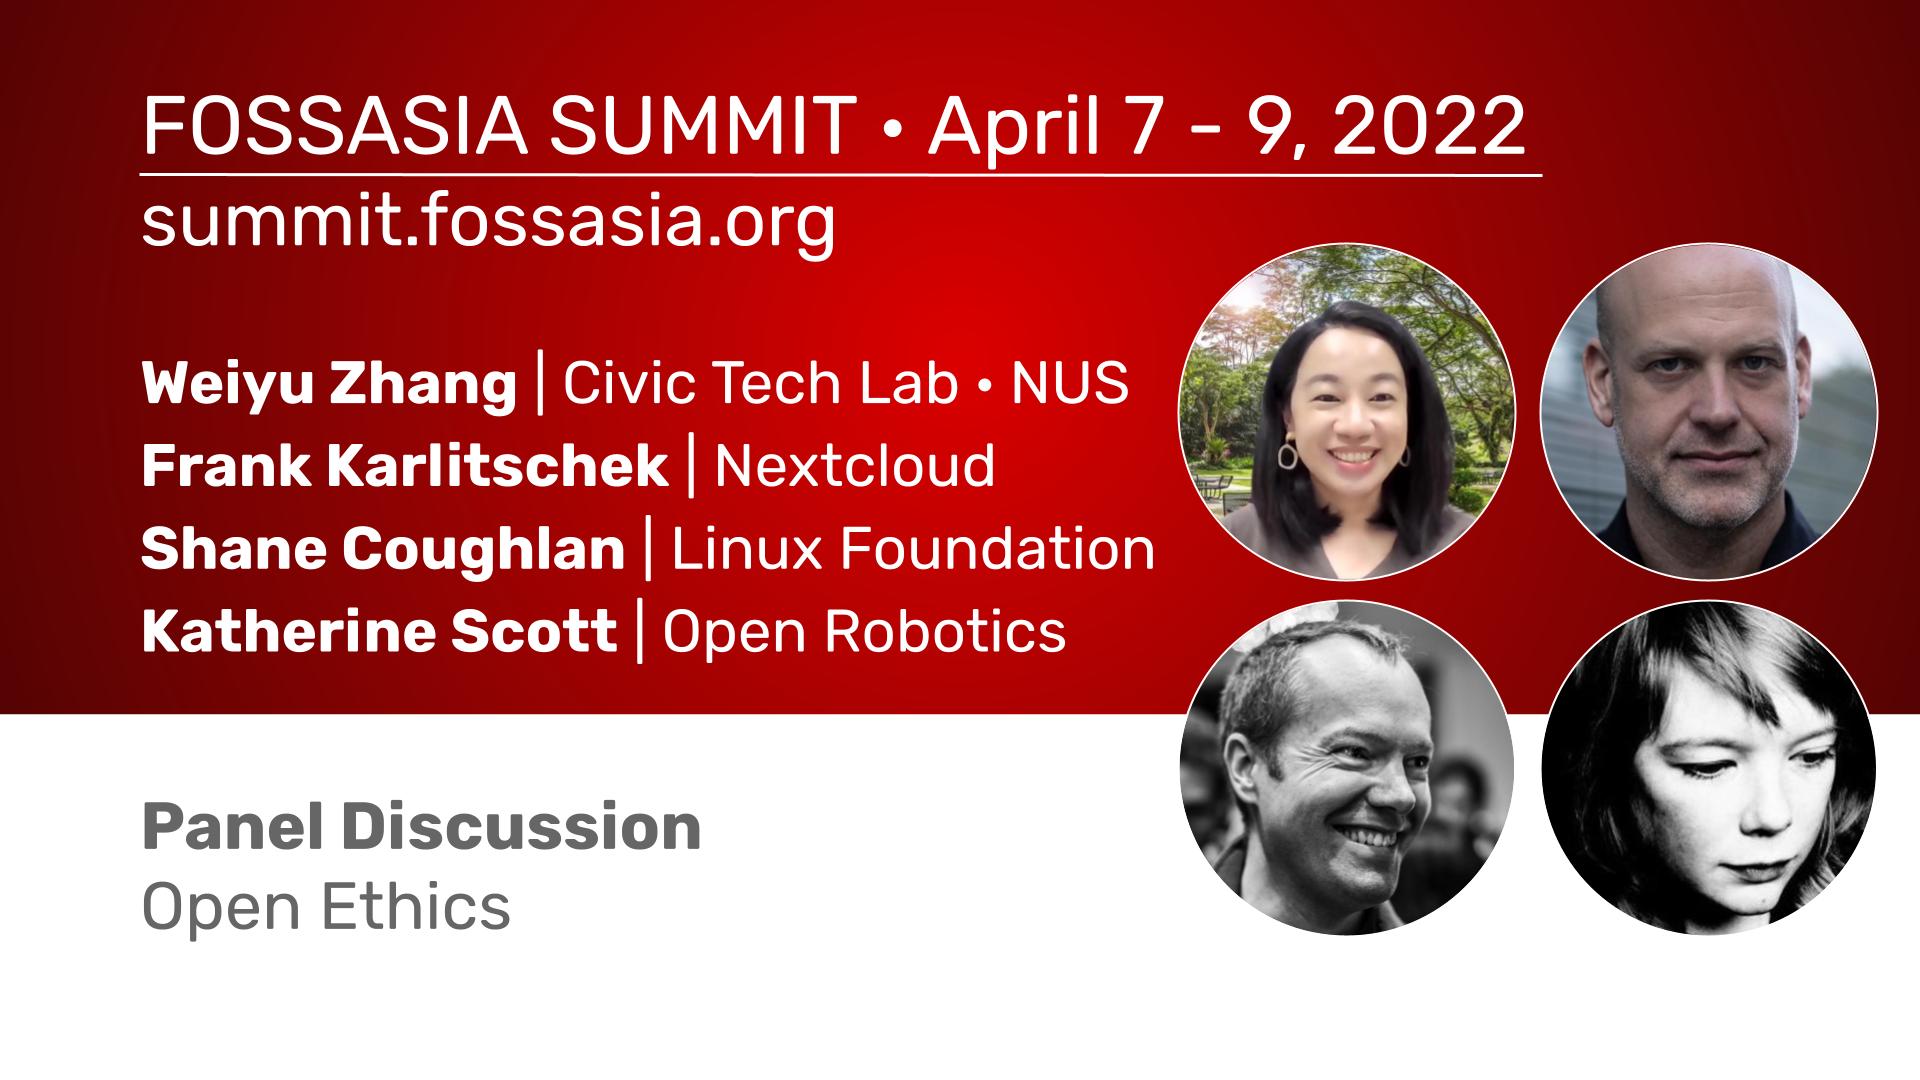 FOSSASIA SUMMIT • April 7 - 9, 2022
summit.fossasia.org
Weiyu Zhang | Civic Tech Lab • NUS
Frank Karlitschek | Nextcloud
Shane Coughlan | Linux Foundation
Katherine Scott | Open Robotics
Panel Discussion
Open Ethics